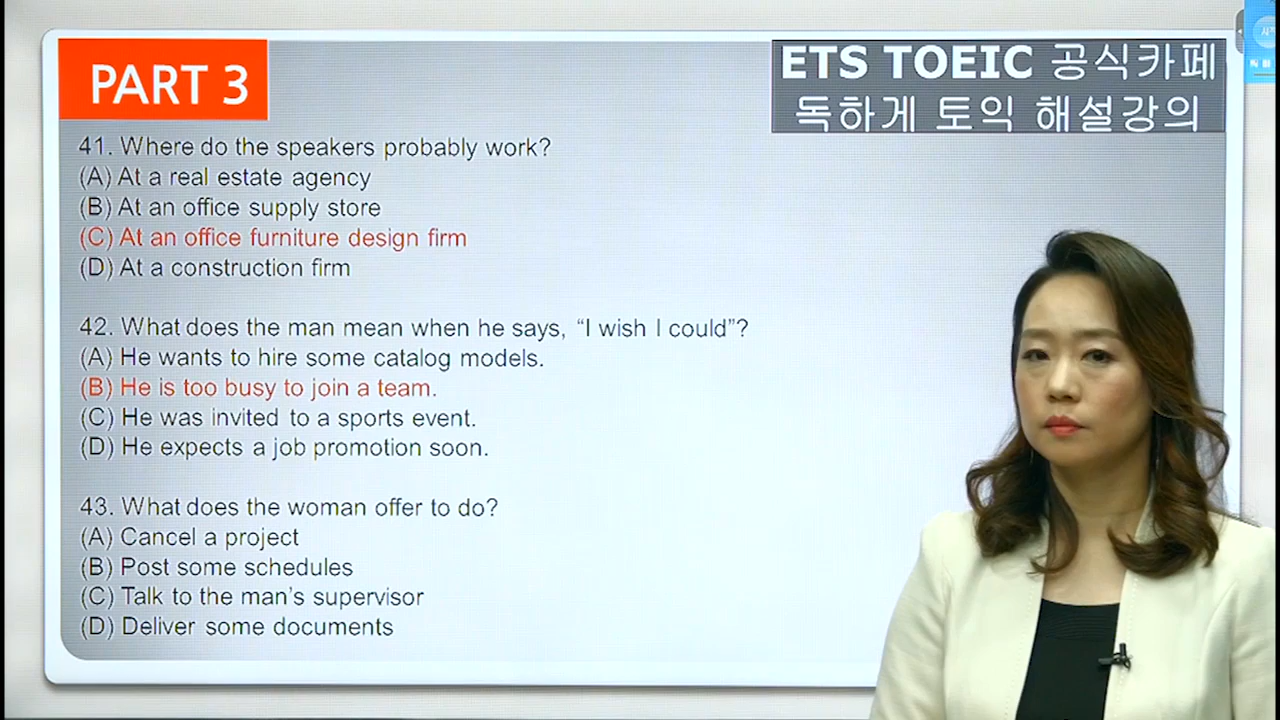 PART 3
ETS TOEIC 공식카페
독하게 토익 해설강의
41. Where do the speakers probably work?
(A) At a real estate agency
(B) At an office supply store
(C) At an office furniture design firm
(D) At a construction firm
42. What does the man mean when he says, “I wish I could”?
(A) He wants to hire some catalog models.
(B) He is too busy to join a team.
(C) He was invited to a sports event.
(D) He expects a job promotion soon.
43. What does the woman offer to do?
(A) Cancel a project
(B) Post some schedules
(C) Talk to the man’s supervisor
(D) Deliver some documents